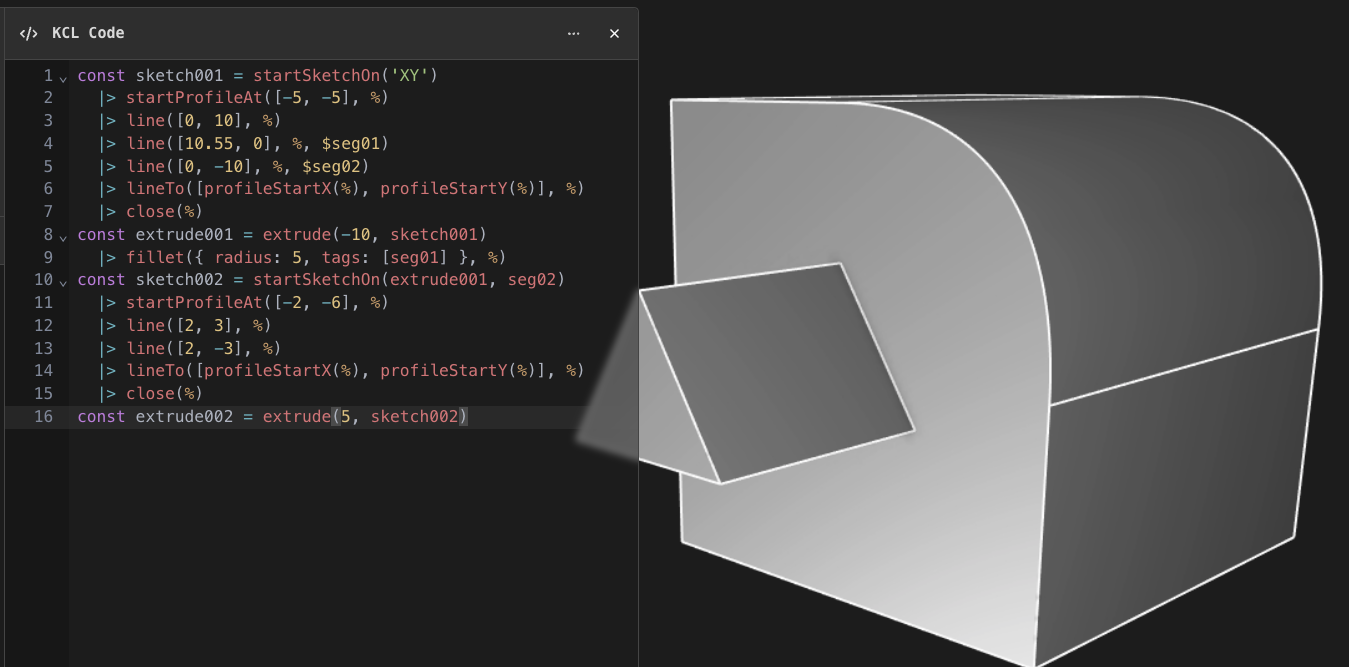 </> KCL Code ... ×
1 const sketch001 = startSketchOn('XY')
2 |> startProfileAt([-5, -5], %)
3 |> line([0, 10], %)
4 |> line([10.55, 0], %, $seg01)
5 |> line([0, -10], %, $seg02)
6 |> lineTo([profileStartX(%), profileStartY(%)], %)
7 |> close(%)
8 const extrude001 = extrude(-10, sketch001)
9 |> fillet({ radius: 5, tags: [seg01] }, %)
10 const sketch002 = startSketchOn(extrude001, seg02)
11 |> startProfileAt([-2, -6], %)
12 |> line([2, 3], %)
13 |> line([2, -3], %)
14 |> lineTo([profileStartX(%), profileStartY(%)], %)
15 |> close(%)
16 const extrude002 = extrude(5, sketch002)